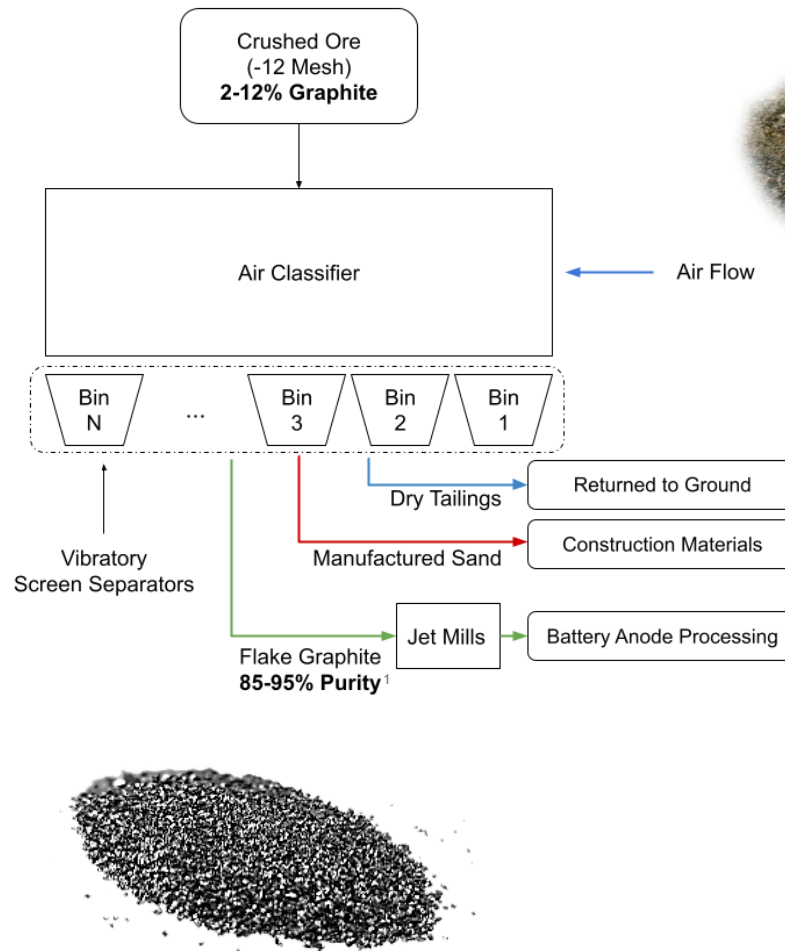 Crushed Ore
(-12 Mesh)
2-12% Graphite
Air Classifier
Air Flow
Bin
N
...
Bin
3
Bin
2
Bin
1
Dry Tailings
Returned to Ground
Vibratory
Screen Separators
Manufactured Sand
Construction Materials
Jet Mills
Battery Anode Processing
Flake Graphite
85-95% Purity¹